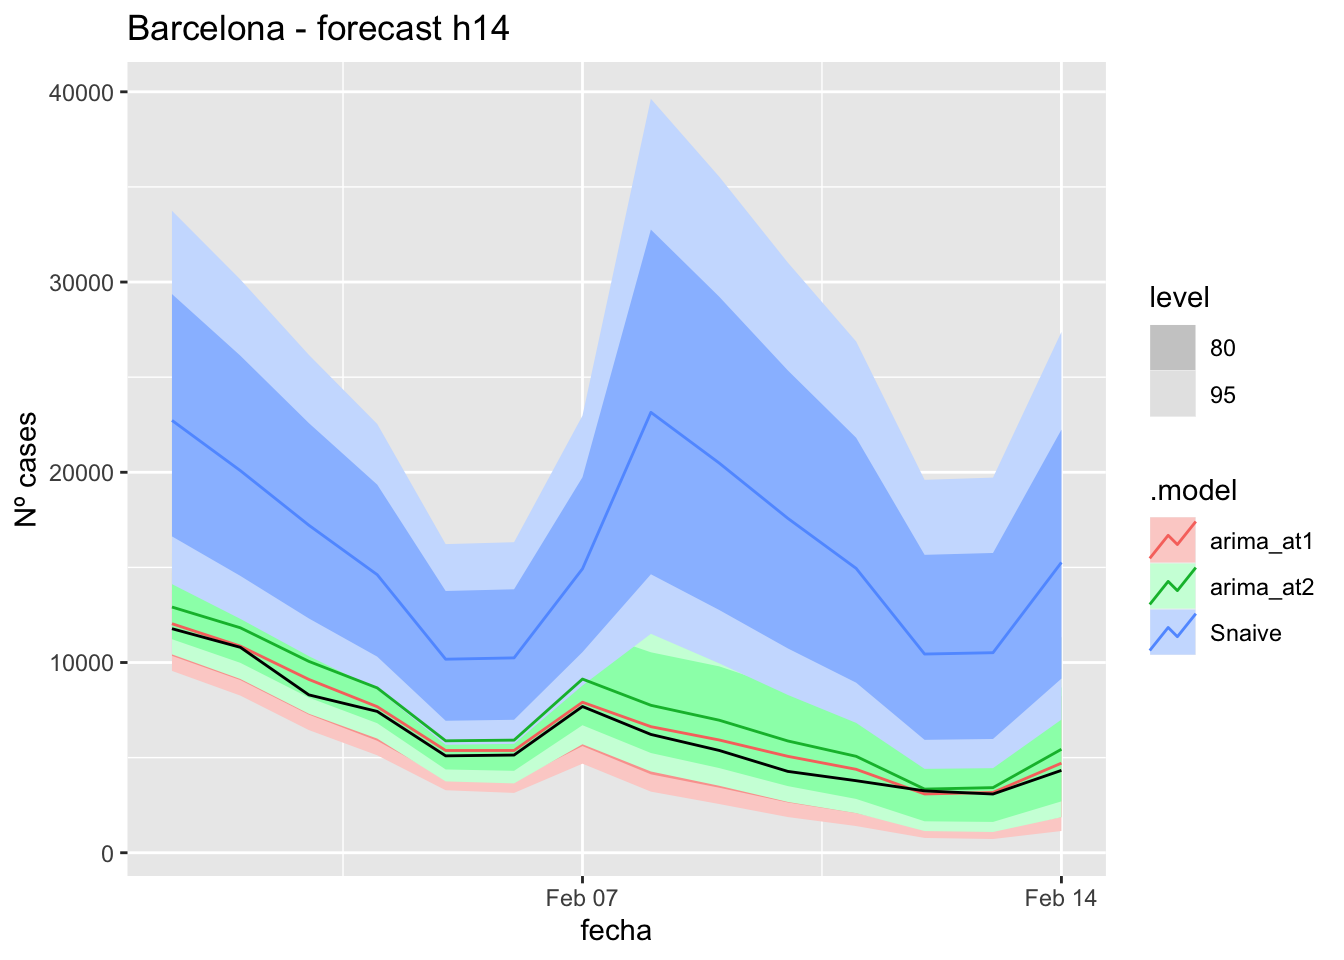 Barcelona - forecast h14
Nº cases
40000
30000
20000
10000
0
Feb 07
Feb 14
fecha
level
80
95
.model
arima_at1
arima_at2
Snaive